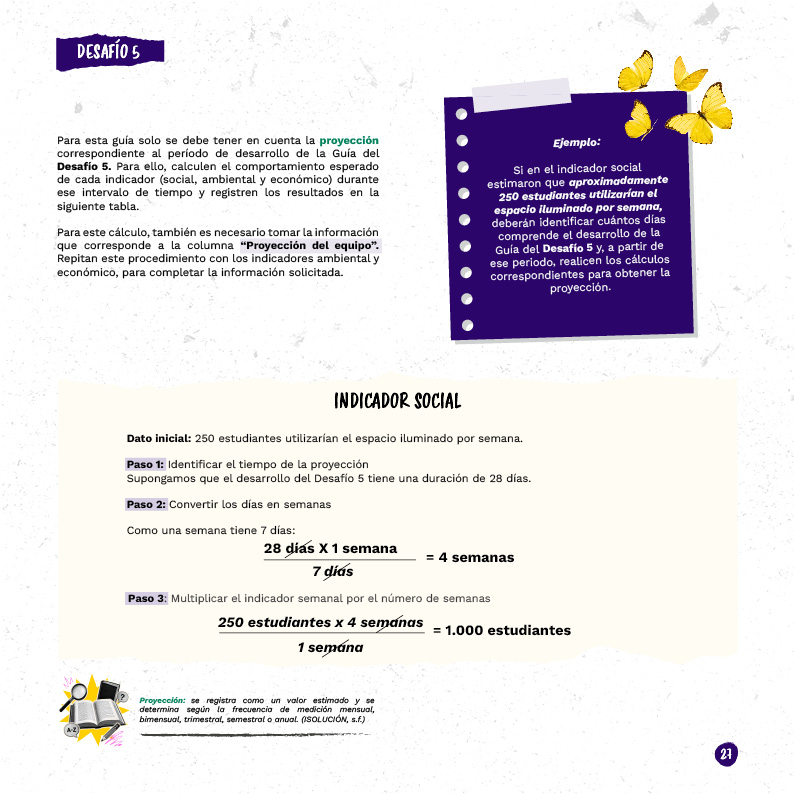 DESAFÍO 5
Para esta guía solo se debe tener en cuenta la proyección
correspondiente al período de desarrollo de la Guía del
Desafío 5. Para ello, calculen el comportamiento esperado
de cada indicador (social, ambiental y económico) durante
ese intervalo de tiempo y registren los resultados en la
siguiente tabla.
Para este cálculo, también es necesario tomar la información
que corresponde a la columna “Proyección del equipo”.
Repitan este procedimiento con los indicadores ambiental y
económico, para completar la información solicitada.
Ejemplo:
Si en el indicador social
estimaron que aproximadamente
250 estudiantes utilizarían el
espacio iluminado por semana,
deberán identificar cuántos días
comprende el desarrollo de la
Guía del Desafío 5 y, a partir de
ese periodo, realicen los cálculos
correspondientes para obtener la
proyección.
INDICADOR SOCIAL
Dato inicial: 250 estudiantes utilizarían el espacio iluminado por semana.
Paso 1: Identificar el tiempo de la proyección
Supongamos que el desarrollo del Desafío 5 tiene una duración de 28 días.
Paso 2: Convertir los días en semanas
Como una semana tiene 7 días:
28 días X 1 semana
= 4 semanas
7 días
Paso 3: Multiplicar el indicador semanal por el número de semanas
250 estudiantes x 4 semanas
= 1.000 estudiantes
1 semana
?
A-Z
Proyección: se registra como un valor estimado y se
determina según la frecuencia de medición mensual,
bimensual, trimestral, semestral o anual. (ISOLUCIÓN, s.f.)
27